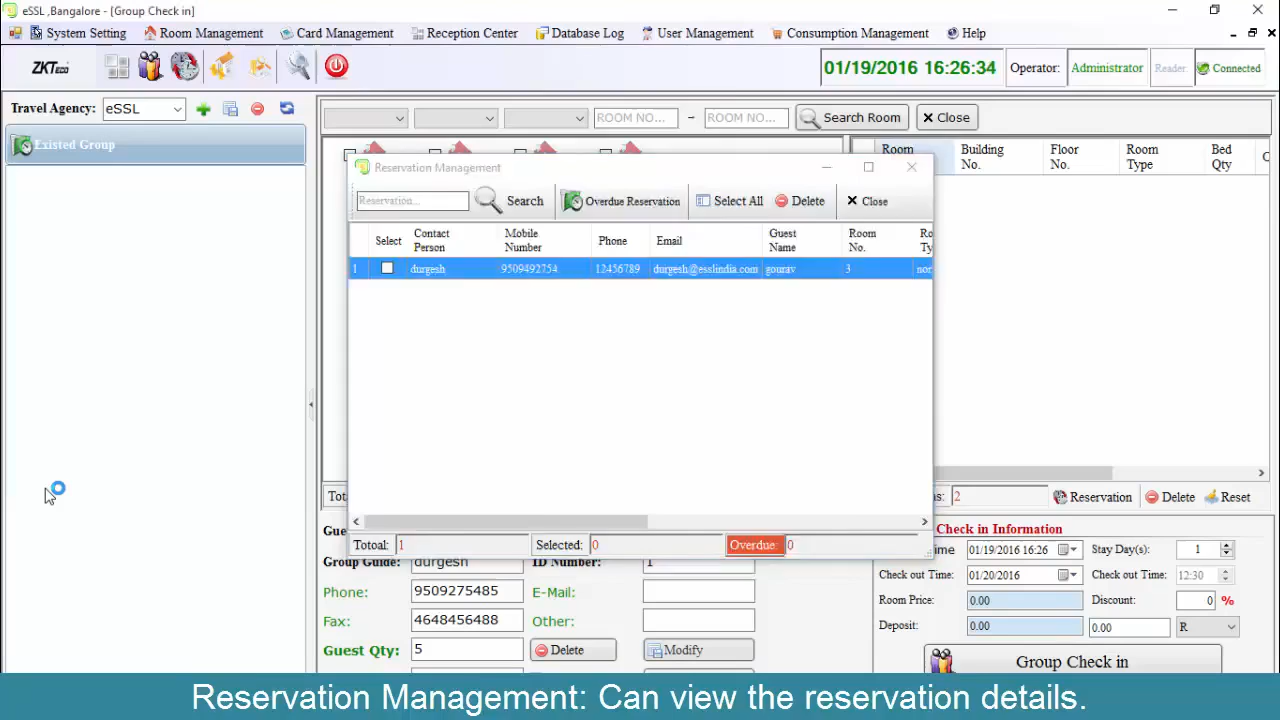 eSSL ,Bangalore - [Group Check in]
System Setting Room Management Card Management Reception Center Database Log User Management Consumption Management Help
ZKTeco 01/19/2016 16:26:34 Operator: Administrator Reader: Connected
Travel Agency: eSSL
ROOM NO... - ROOM NO... Search Room Close
Existed Group
Room Building No. Floor No. Room Type Bed Qty
Reservation Management
Reservation... Search Overdue Reservation Select All Delete Close
Select Contact Person Mobile Number Phone Email Guest Name Room No.
1 durgesh 9509492754 12456789 durgesh@esslindia.com gourav 3 nor
Totoal: 1 Selected: 0 Overdue: 0
2 Reservation Delete Reset
Check in Information
01/19/2016 16:26 Stay Day(s): 1
Group Guide: durgesh ID Number: 1
Check out Time: 01/20/2016 Check out Time: 12:30
Phone: 9509275485 E-Mail:
Room Price: 0.00 Discount: 0 %
Fax: 4648456488 Other:
Deposit: 0.00 0.00 R
Guest Qty: 5 Delete Modify
Group Check in
Reservation Management: Can view the reservation details.